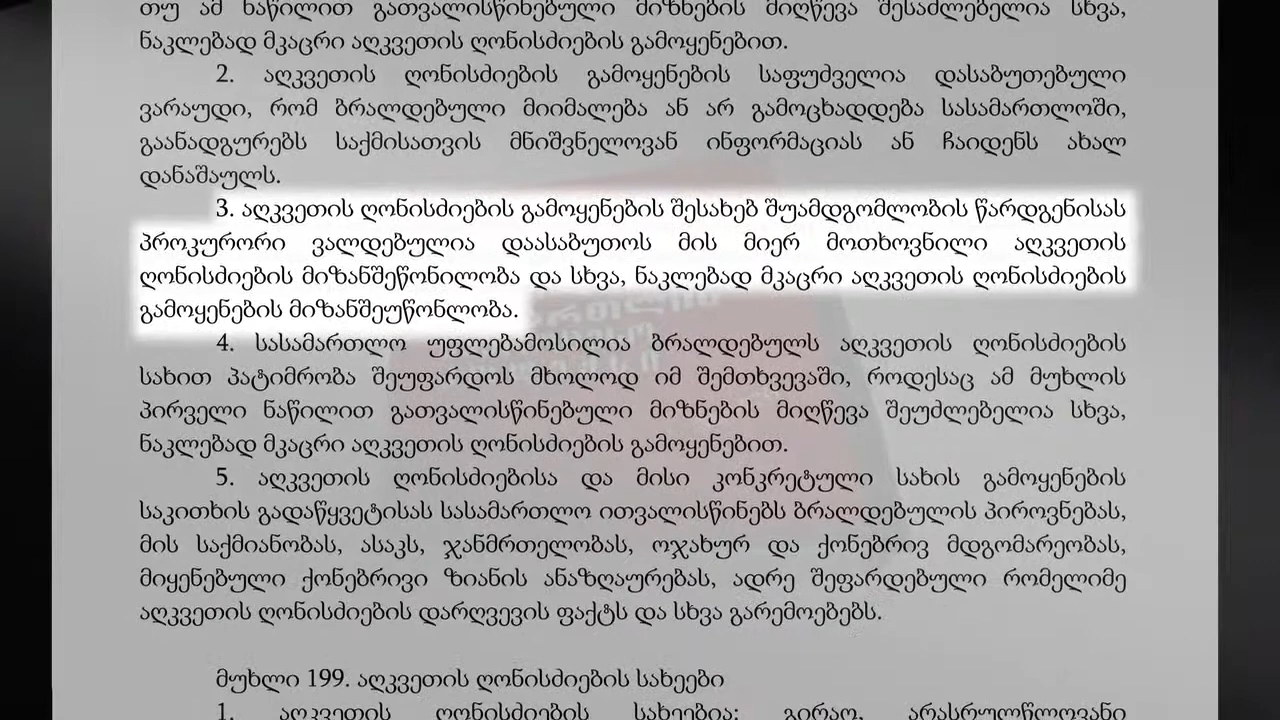 თუ ამ ნაწილით გათვალისწინებული მიზნების მიღწევა შესაძლებელია სხვა,
ნაკლებად მკაცრი აღკვეთის ღონისძიების გამოყენებით.
2. აღკვეთის ღონისძიების გამოყენების საფუძველია დასაბუთებული
ვარაუდი, რომ ბრალდებული მიიმალება ან არ გამოცხადდება სასამართლოში,
გაანადგურებს საქმისათვის მნიშვნელოვან ინფორმაციას ან ჩაიდენს ახალ
დანაშაულს.
3. აღკვეთის ღონისძიების გამოყენების შესახებ შუამდგომლობის წარდგენისას
პროკურორი ვალდებულია დაასაბუთოს მის მიერ მოთხოვნილი აღკვეთის
ღონისძიების მიზანშეწონილობა და სხვა, ნაკლებად მკაცრი აღკვეთის ღონისძიების
გამოყენების მიზანშეუწონლობა.
4. სასამართლო უფლებამოსილია ბრალდებულს აღკვეთის ღონისძიების
სახით პატიმრობა შეუფარდოს მხოლოდ იმ შემთხვევაში, როდესაც ამ მუხლის
პირველი ნაწილით გათვალისწინებული მიზნების მიღწევა შეუძლებელია სხვა,
ნაკლებად მკაცრი აღკვეთის ღონისძიების გამოყენებით.
5. აღკვეთის ღონისძიებისა და მისი კონკრეტული სახის გამოყენების
საკითხის გადაწყვეტისას სასამართლო ითვალისწინებს ბრალდებულის პიროვნებას,
მის საქმიანობას, ასაკს, ჯანმრთელობას, ოჯახურ და ქონებრივ მდგომარეობას,
მიყენებული ქონებრივი ზიანის ანაზღაურებას, ადრე შეფარდებული რომელიმე
აღკვეთის ღონისძიების დარღვევის ფაქტს და სხვა გარემოებებს.
მუხლი 199. აღკვეთის ღონისძიების სახეები
1. აღკვეთის ღონისძიების სახეებია: გირაო, არასრულწლოვანი